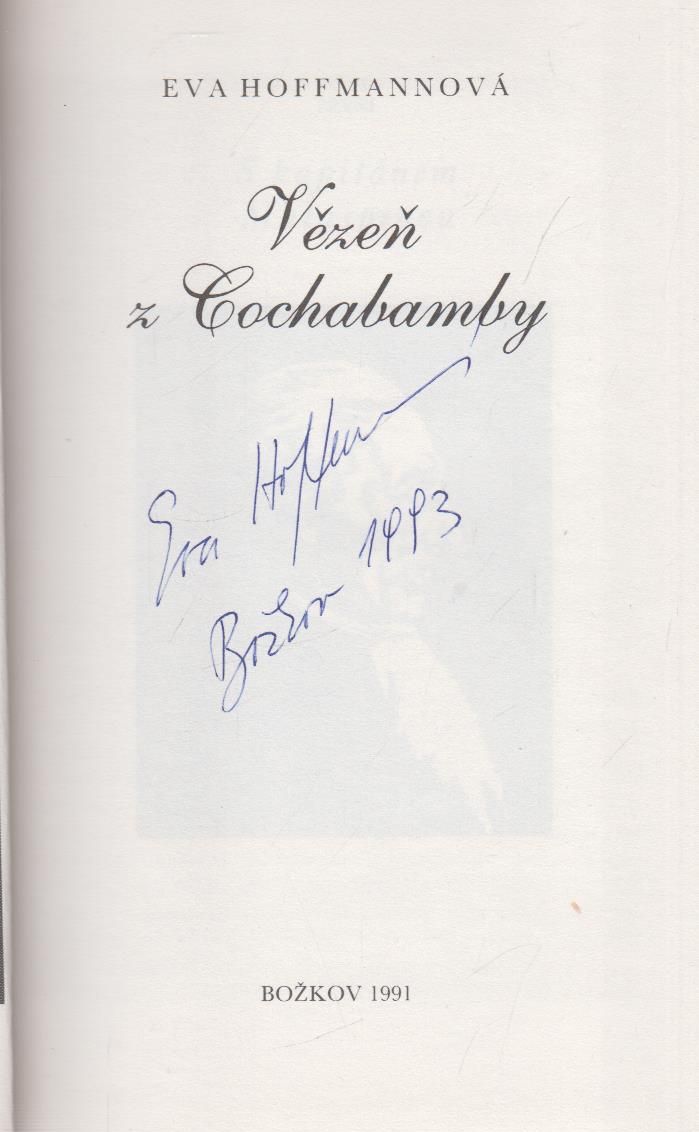 EVA HOFFMANNOVÁ
Vězeň
z Cochabamby
Eva Hoffman
Božkov 1993
BOŽKOV 1991